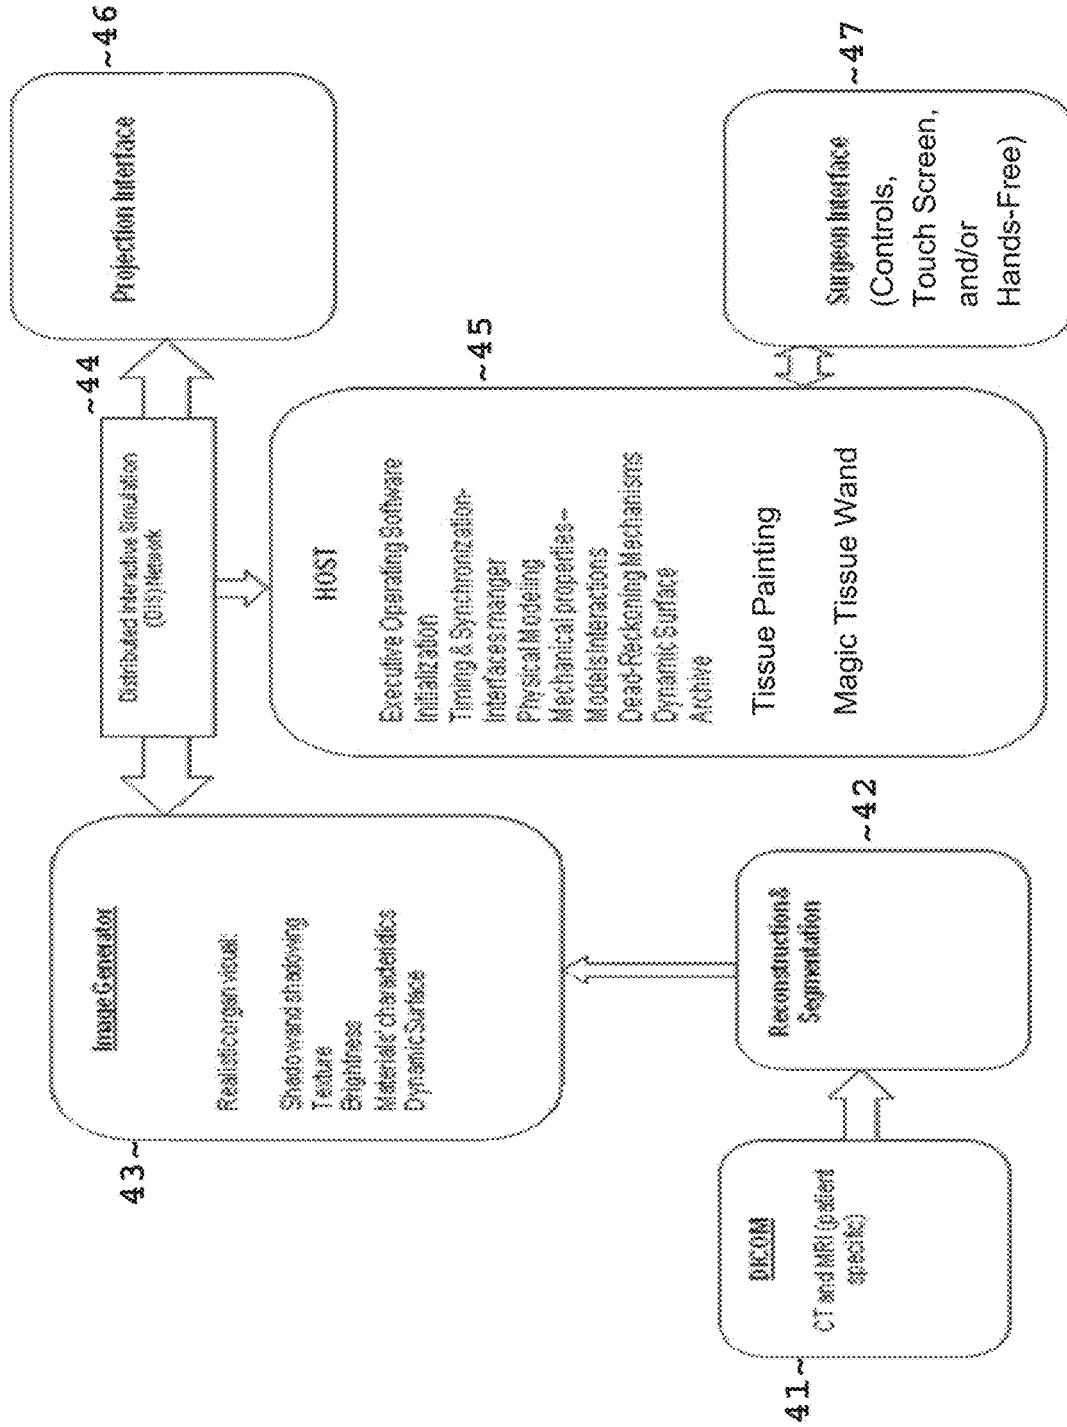 43~
Image Generator
Realistic organ visual:
Shadow and shadowing
Texture
Brightness
Materials' characteristics
Dynamic Surface
~44
Distributed Interactive Simulation
(DIS) Nework
~46
Projection Interface
41~
DICOM
CT and MRI (patient
specific)
~42
Reconstruction &
Segmentation
~45
HOST
Executive Operating Software
Initialization
Timing & Synchronization-
Interfaces manger
Physical Modeling
Mechanical properties–
Models Interactions
Dead-Reckoning Mechanisms
Dynamic Surface
Archive
Tissue Painting
Magic Tissue Wand
~47
Surgeon Interface
(Controls,
Touch Screen,
and/or
Hands-Free)